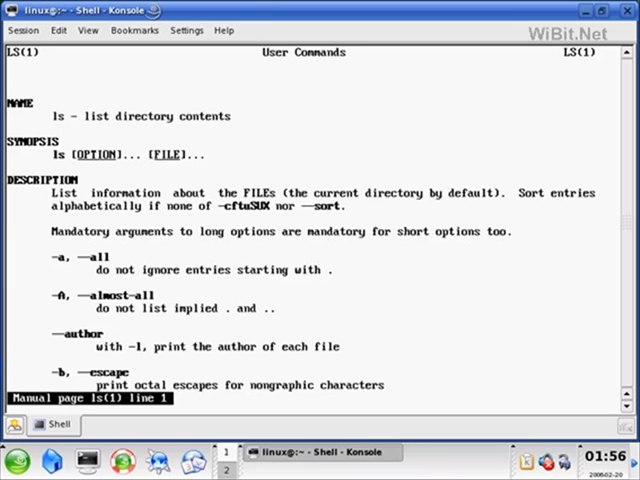 linux@:~ - Shell - Konsole
Session Edit View Bookmarks Settings Help
WiBit.Net
LS(1) User Commands LS(1)
NAME
ls - list directory contents
SYNOPSIS
ls [OPTION]... [FILE]...
DESCRIPTION
List information about the FILEs (the current directory by default). Sort entries
alphabetically if none of -cftuSUX nor --sort.
Mandatory arguments to long options are mandatory for short options too.
-a, --all
do not ignore entries starting with .
-A, --almost-all
do not list implied . and ..
--author
with -l, print the author of each file
-b, --escape
print octal escapes for nongraphic characters
Manual page ls(1) line 1
Shell
1
2
linux@:~ - Shell - Konsole
01:56
2008-02-20